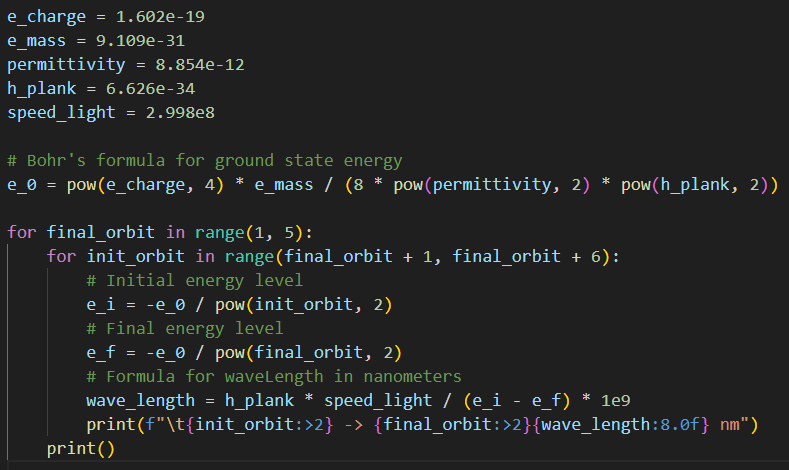 e_charge = 1.602e-19
e_mass = 9.109e-31
permittivity = 8.854e-12
h_plank = 6.626e-34
speed_light = 2.998e8

# Bohr's formula for ground state energy
e_0 = pow(e_charge, 4) * e_mass / (8 * pow(permittivity, 2) * pow(h_plank, 2))

for final_orbit in range(1, 5):
    for init_orbit in range(final_orbit + 1, final_orbit + 6):
        # Initial energy level
        e_i = -e_0 / pow(init_orbit, 2)
        # Final energy level
        e_f = -e_0 / pow(final_orbit, 2)
        # Formula for waveLength in nanometers
        wave_length = h_plank * speed_light / (e_i - e_f) * 1e9
        print(f"\t{init_orbit:>2} -> {final_orbit:>2}{wave_length:8.0f} nm")
    print()